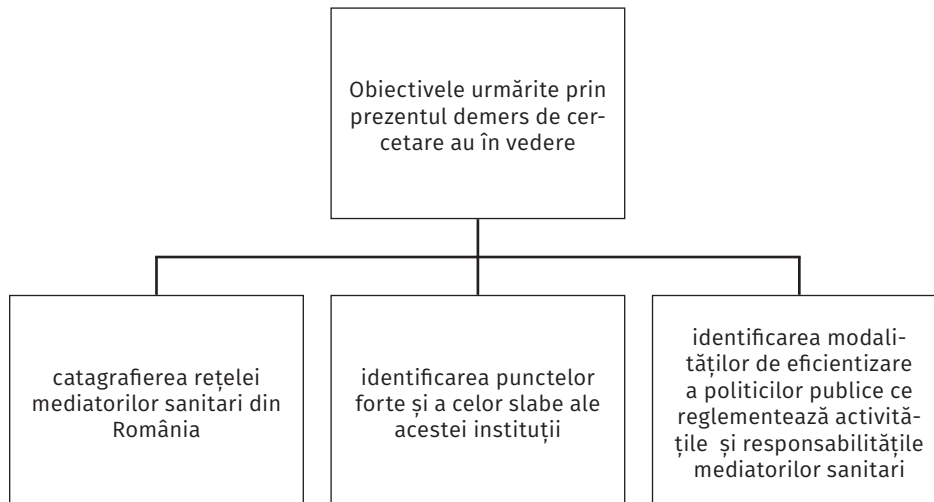 Obiectivele urmărite prin
prezentul demers de cer-
cetare au în vedere
catagrafierea rețelei
mediatorilor sanitari din
România
identificarea punctelor
forte și a celor slabe ale
acestei instituții
identificarea modali-
tăților de eficientizare
a politicilor publice ce
reglementează activită-
țile și responsabilitățile
mediatorilor sanitari